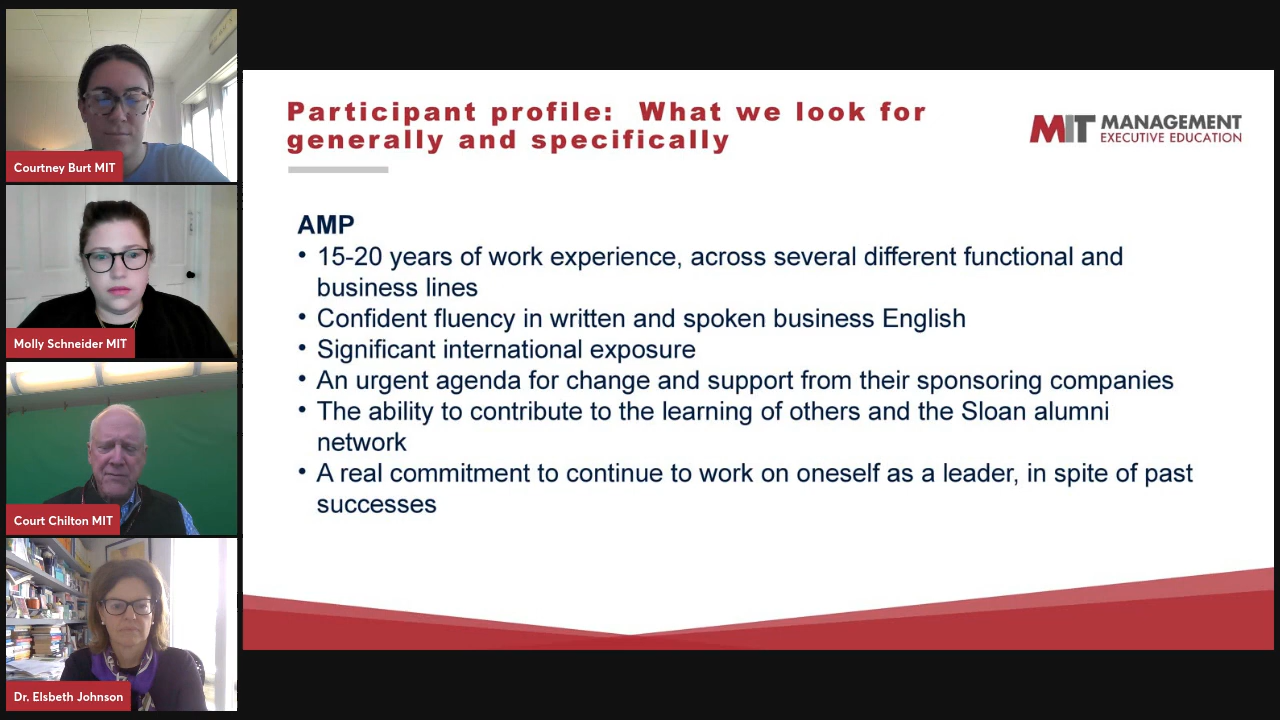 Courtney Burt MIT
Molly Schneider MIT
Court Chilton MIT
Dr. Elsbeth Johnson
Participant profile:  What we look for
generally and specifically
MIT MANAGEMENT
EXECUTIVE EDUCATION
AMP
• 15-20 years of work experience, across several different functional and
business lines
• Confident fluency in written and spoken business English
• Significant international exposure
• An urgent agenda for change and support from their sponsoring companies
• The ability to contribute to the learning of others and the Sloan alumni
network
• A real commitment to continue to work on oneself as a leader, in spite of past
successes